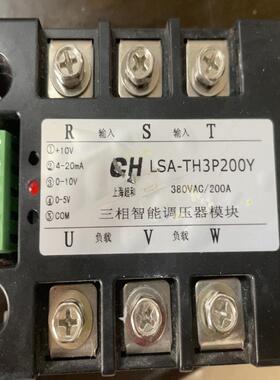 R 输入 S 输入 T
①+10V
②4-20mA
③0-10V
④0-5V
⑤COM
CH
上海超和
LSA-TH3P200Y
380VAC/200A
三相智能调压器模块
U 负载 V 负载 W